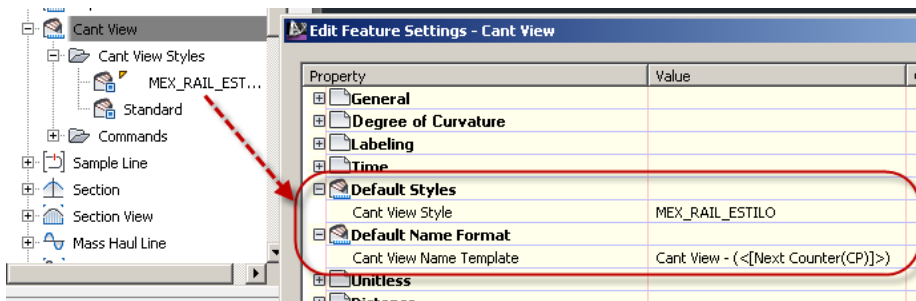 Cant View
Cant View Styles
MEX_RAIL_EST...
Standard
Commands
Sample Line
Section
Section View
Mass Haul Line
Edit Feature Settings - Cant View
Property Value
General
Degree of Curvature
Labeling
Time
Default Styles
Cant View Style MEX_RAIL_ESTILO
Default Name Format
Cant View Name Template Cant View - (<[Next Counter(CP)]>)
Unitless
Distance